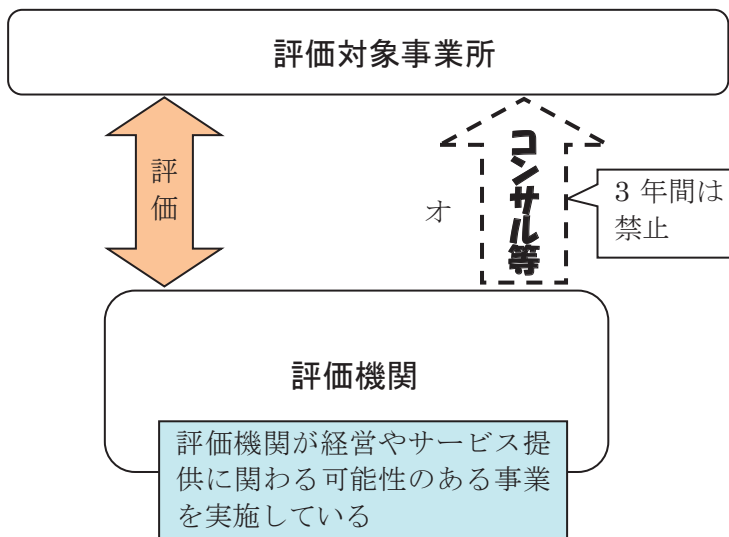 評価対象事業所
評価
オ
コンサル等
3 年間は
禁止
評価機関
評価機関が経営やサービス提
供に関わる可能性のある事業
を実施している